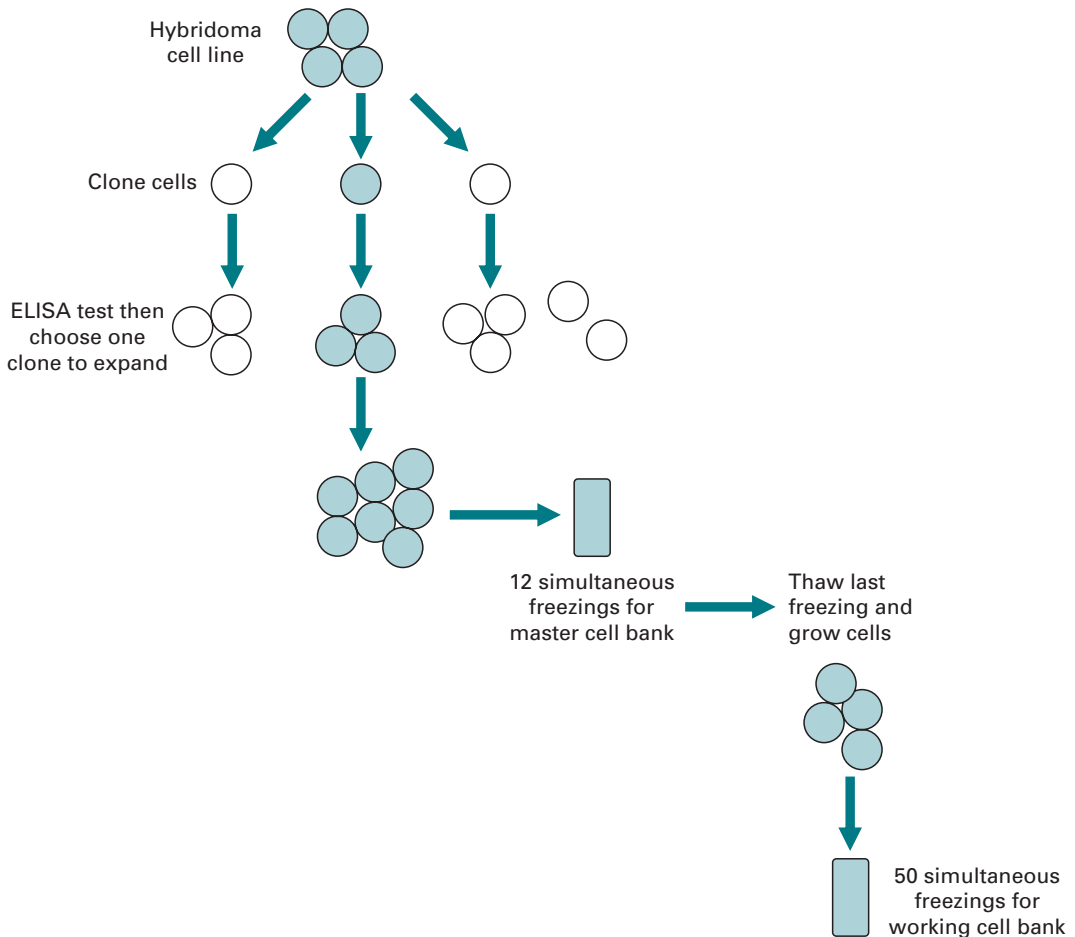 Hybridoma
cell line
Clone cells
ELISA test then
choose one
clone to expand
12 simultaneous
freezings for
master cell bank
Thaw last
freezing and
grow cells
50 simultaneous
freezings for
working cell bank